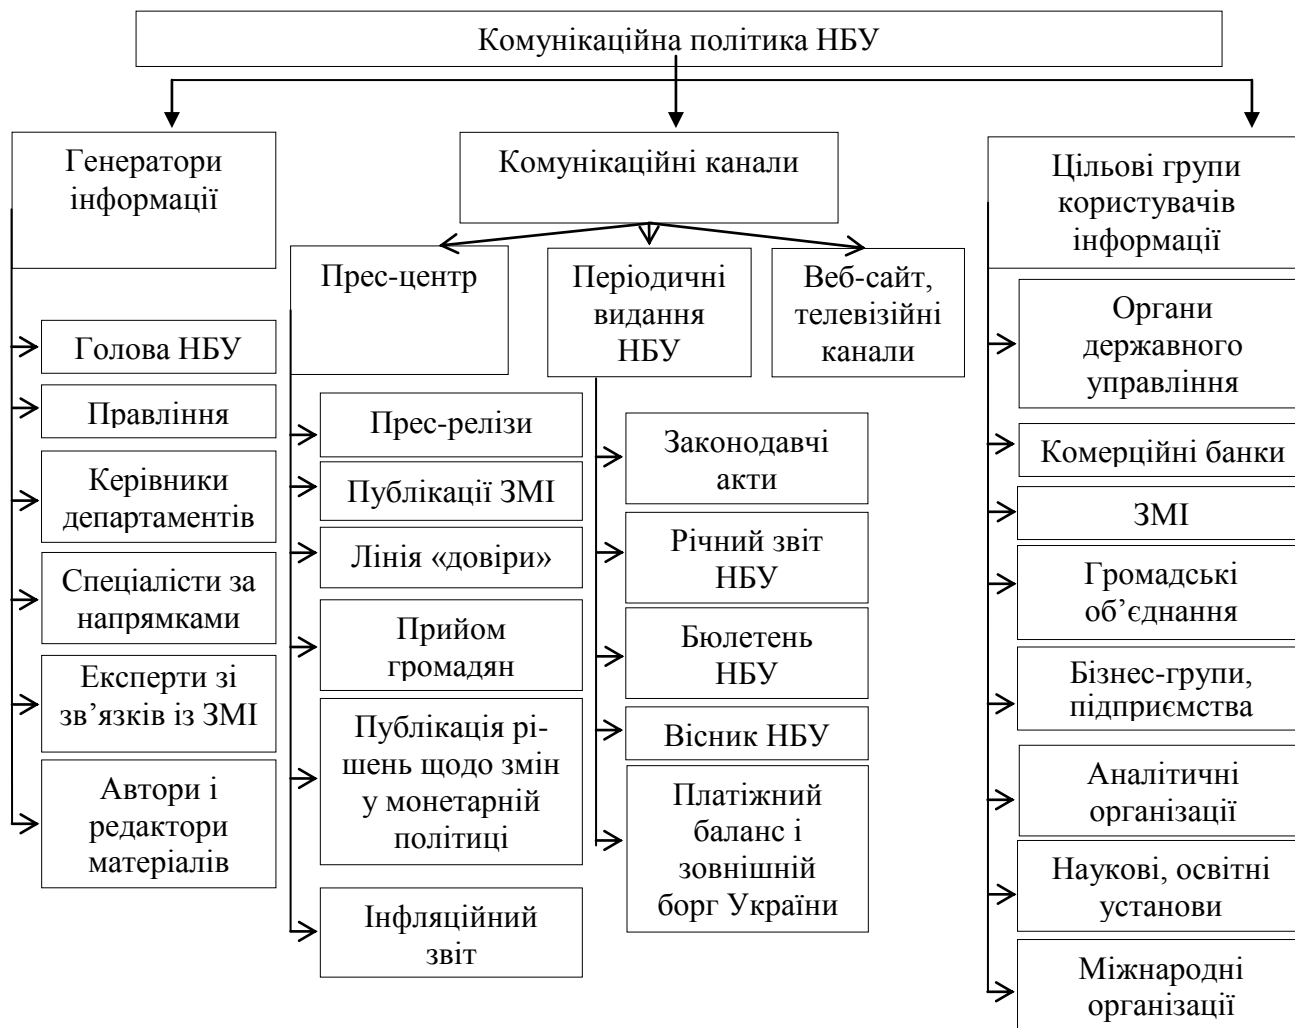 Комунікаційна політика НБУ
Генератори
інформації
Голова НБУ
Правління
Керівники
департаментів
Спеціалісти за
напрямками
Експерти зі
зв’язків із ЗМІ
Автори і
редактори
матеріалів
Комунікаційні канали
Прес-центр
Прес-релізи
Публікації ЗМІ
Лінія «довіри»
Прийом
громадян
Публікація рі-
шень щодо змін
у монетарній
політиці
Інфляційний
звіт
Періодичні
видання
НБУ
Законодавчі
акти
Річний звіт
НБУ
Бюлетень
НБУ
Вісник НБУ
Платіжний
баланс і
зовнішній
борг України
Веб-сайт,
телевізійні
канали
Цільові групи
користувачів
інформації
Органи
державного
управління
Комерційні банки
ЗМІ
Громадські
об’єднання
Бізнес-групи,
підприємства
Аналітичні
організації
Наукові, освітні
установи
Міжнародні
організації